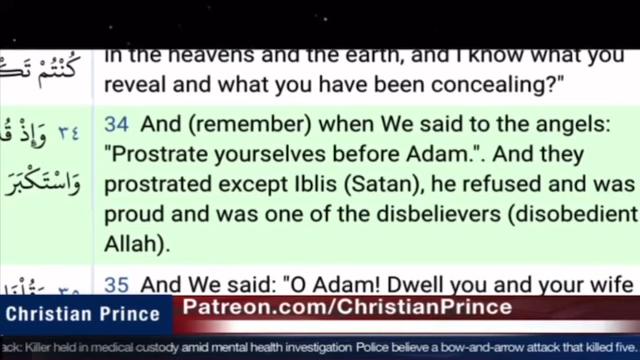 In the heavens and the earth, and I know what you
كُنْتُمْ
reveal and what you have been concealing?"
٣٤
34 And (remember) when We said to the angels:
وَإِذْ
"Prostrate yourselves before Adam.". And they
وَاسْتَكْبَرَ
prostrated except Iblis (Satan), he refused and was
proud and was one of the disbelievers (disobedient
Allah).
٣٥
35 And We said: "O Adam! Dwell you and your wife
Christian Prince
Patreon.com/ChristianPrince
ack: Killer held in medical custody amid mental health investigation Police believe a bow-and-arrow attack that killed five